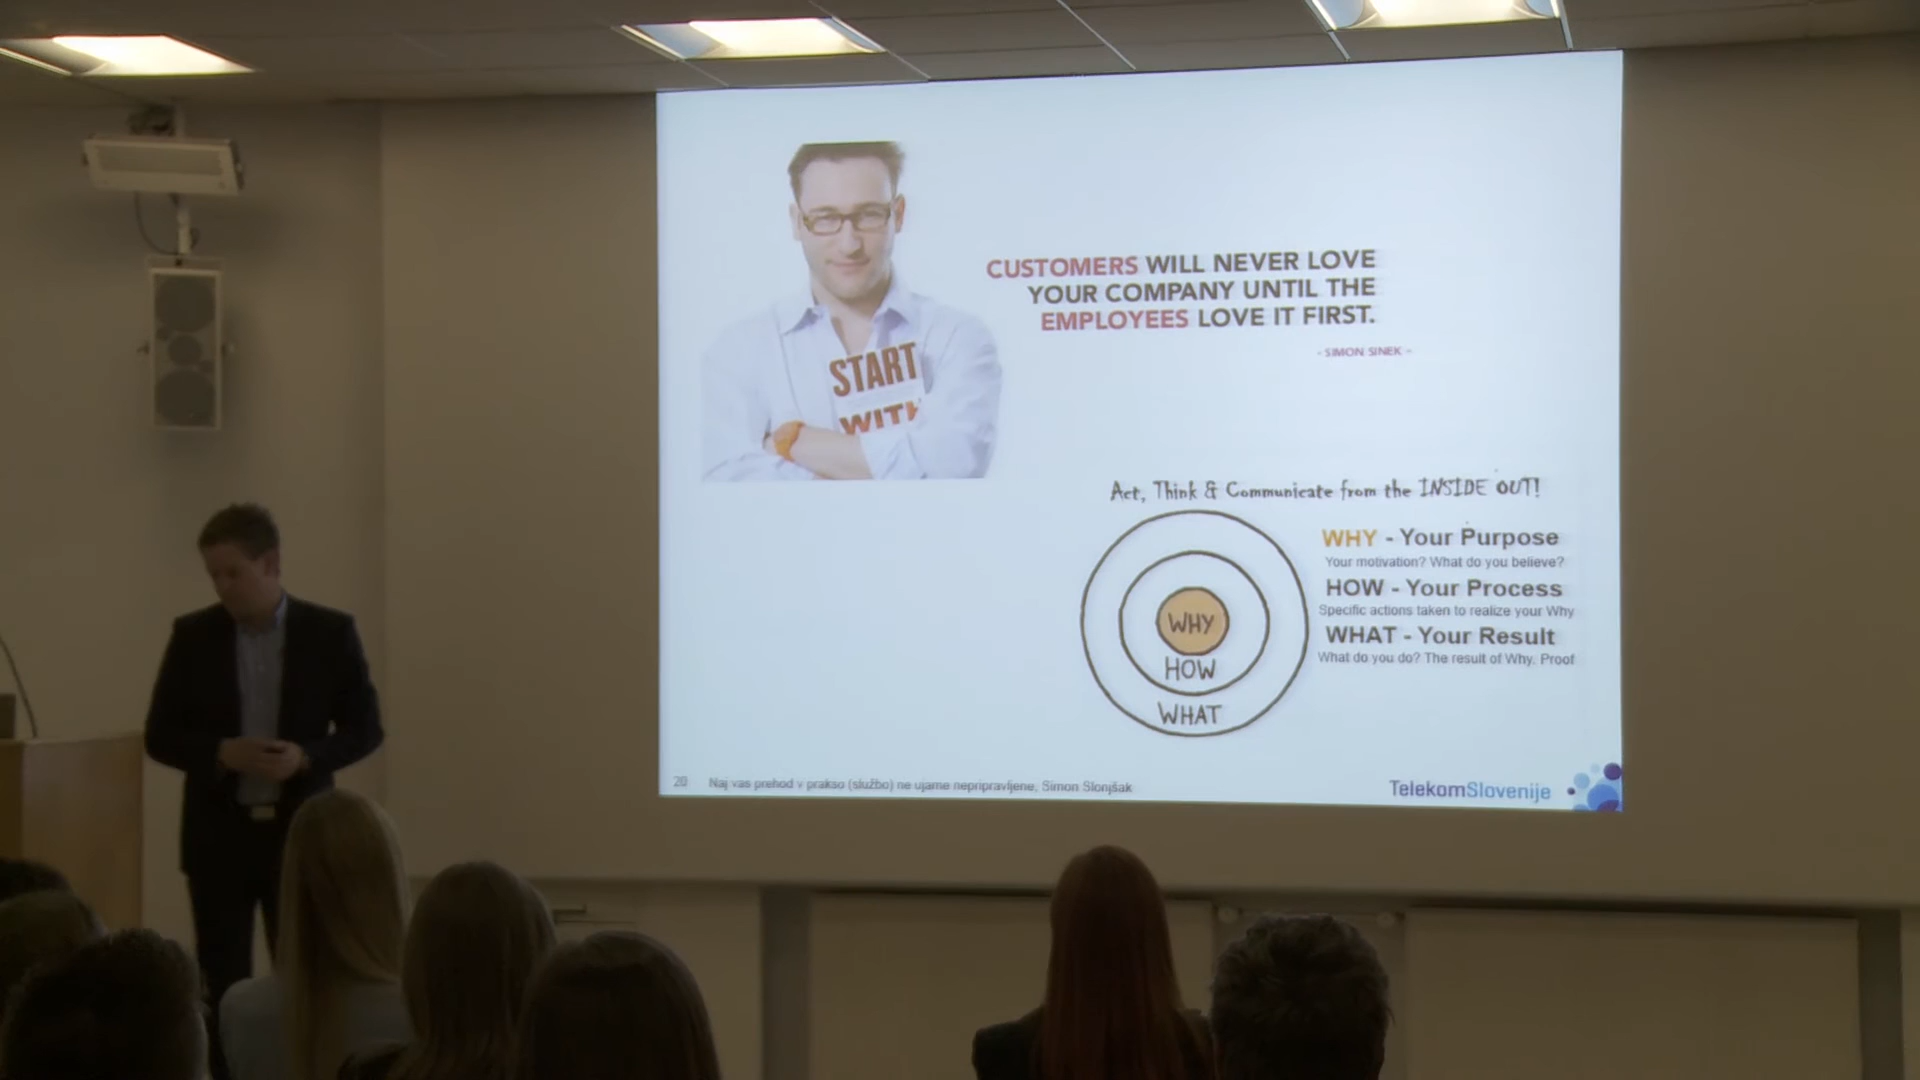 CUSTOMERS WILL NEVER LOVE
YOUR COMPANY UNTIL THE
EMPLOYEES LOVE IT FIRST.
- SIMON SINEK -
START
WITH
Act, Think & Communicate from the INSIDE OUT!
WHY - Your Purpose
Your motivation? What do you believe?
HOW - Your Process
Specific actions taken to realize your Why
WHAT - Your Result
What do you do? The result of Why. Proof
WHY
HOW
WHAT
20 Naj vas prehod v prakso (službo) ne ujame nepripravljene, Simon Slonjšak
TelekomSlovenije